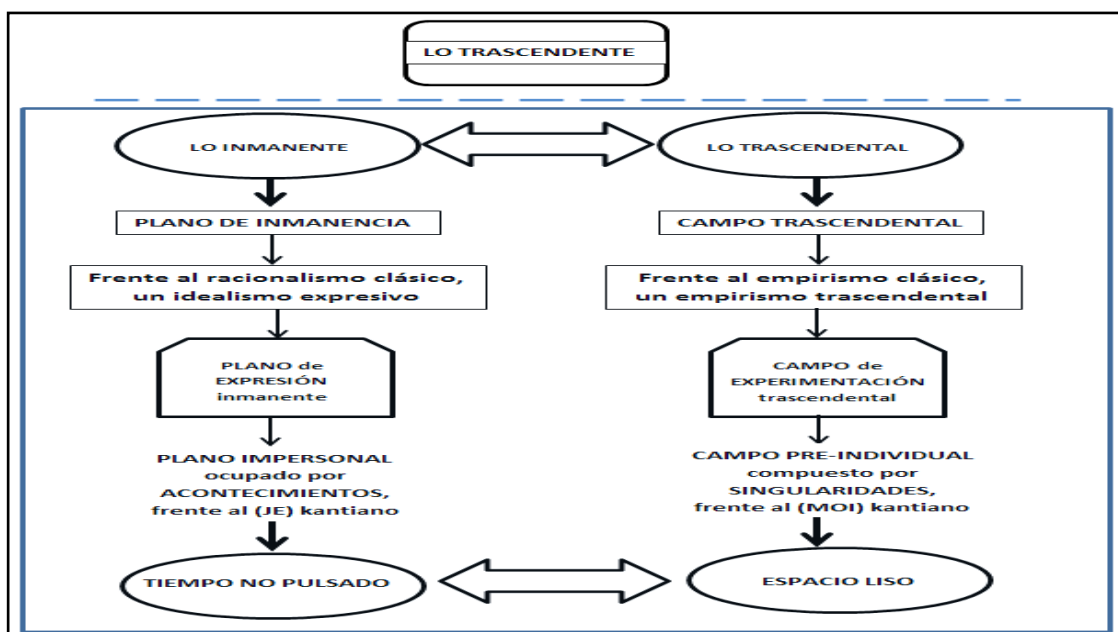 LO TRASCENDENTE
LO INMANENTE
LO TRASCENDENTAL
PLANO DE INMANENCIA
CAMPO TRASCENDENTAL
Frente al racionalismo clásico,
un idealismo expresivo
Frente al empirismo clásico,
un empirismo trascendental
PLANO de
EXPRESIÓN
inmanente
CAMPO de
EXPERIMENTACIÓN
trascendental
PLANO IMPERSONAL
ocupado por
ACONTECIMIENTOS,
frente al (JE) kantiano
CAMPO PRE-INDIVIDUAL
compuesto por
SINGULARIDADES,
frente al (MOI) kantiano
TIEMPO NO PULSADO
ESPACIO LISO